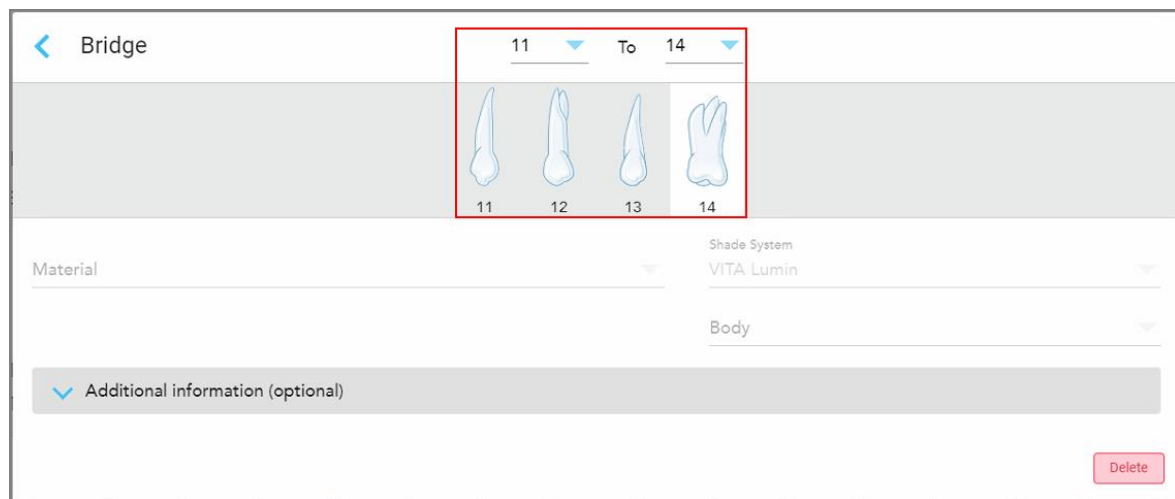 Bridge
11 To 14
11 12 13 14
Shade System
Material VITA Lumin
Body
Additional information (optional)
Delete